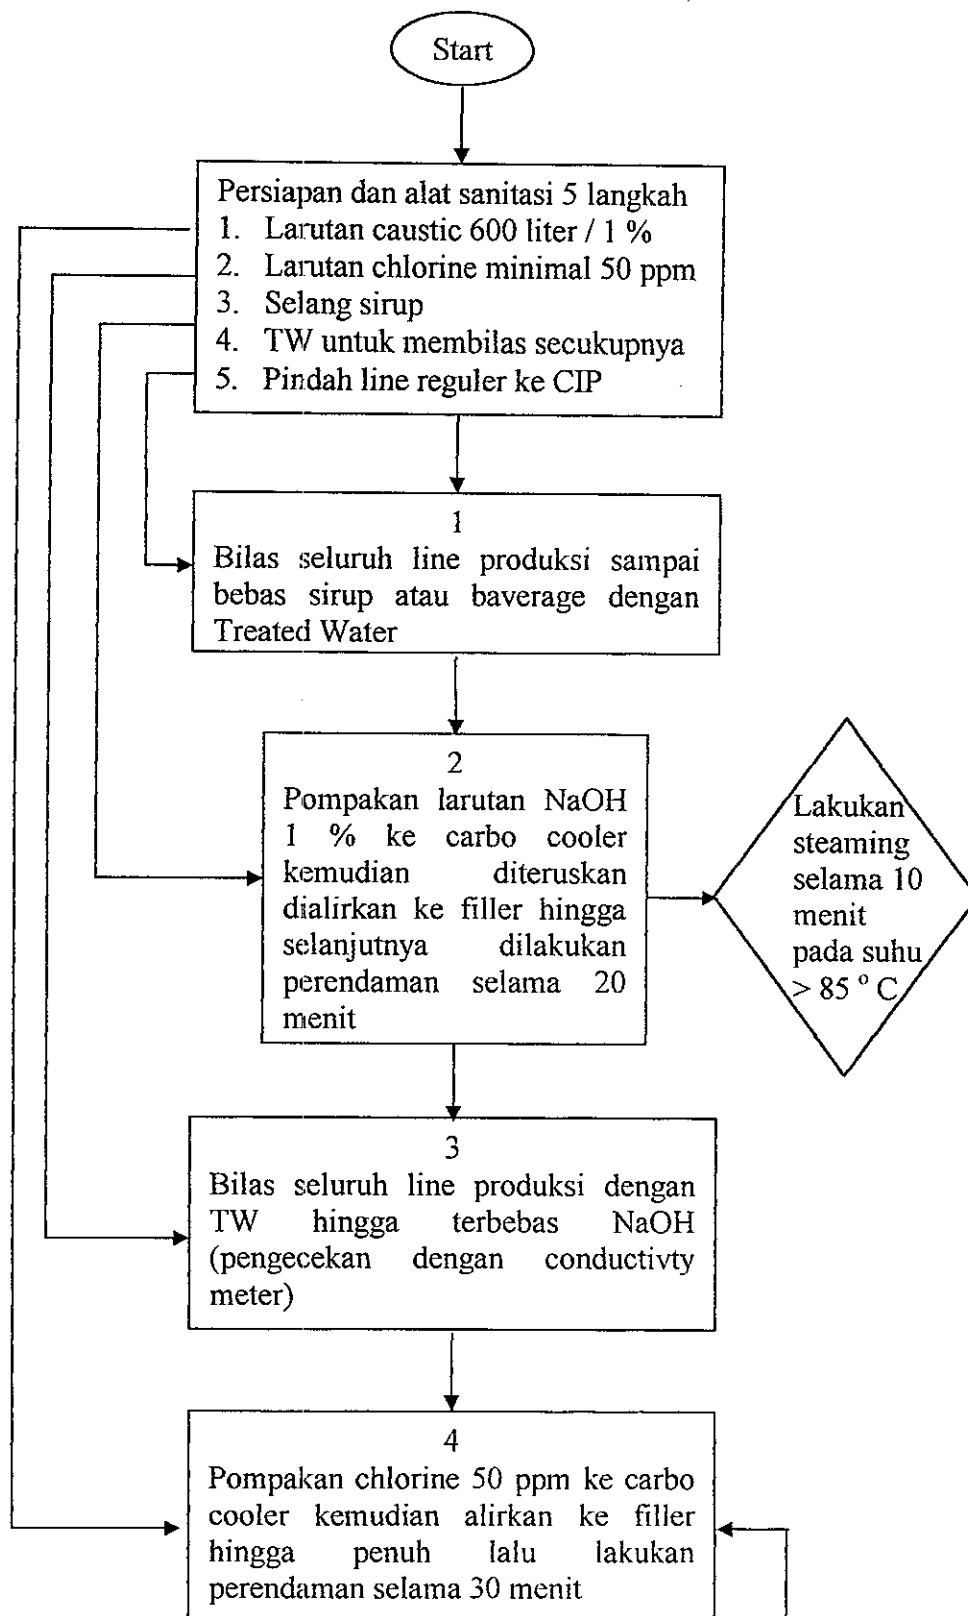 Start
Persiapan dan alat sanitasi 5 langkah
1. Larutan caustic 600 liter / 1 %
2. Larutan chlorine minimal 50 ppm
3. Selang sirup
4. TW untuk membilas secukupnya
5. Pindah line reguler ke CIP
1
Bilas seluruh line produksi sampai
bebas sirup atau baverage dengan
Treated Water
2
Pompakan larutan NaOH
1 % ke carbo cooler
kemudian diteruskan
dialirkan ke filler hingga
selanjutnya dilakukan
perendaman selama 20
menit
Lakukan
steaming
selama 10
menit
pada suhu
> 85 ° C
3
Bilas seluruh line produksi dengan
TW hingga terbebas NaOH
(pengecekan dengan conductivty
meter)
4
Pompakan chlorine 50 ppm ke carbo
cooler kemudian alirkan ke filler
hingga penuh lalu lakukan
perendaman selama 30 menit